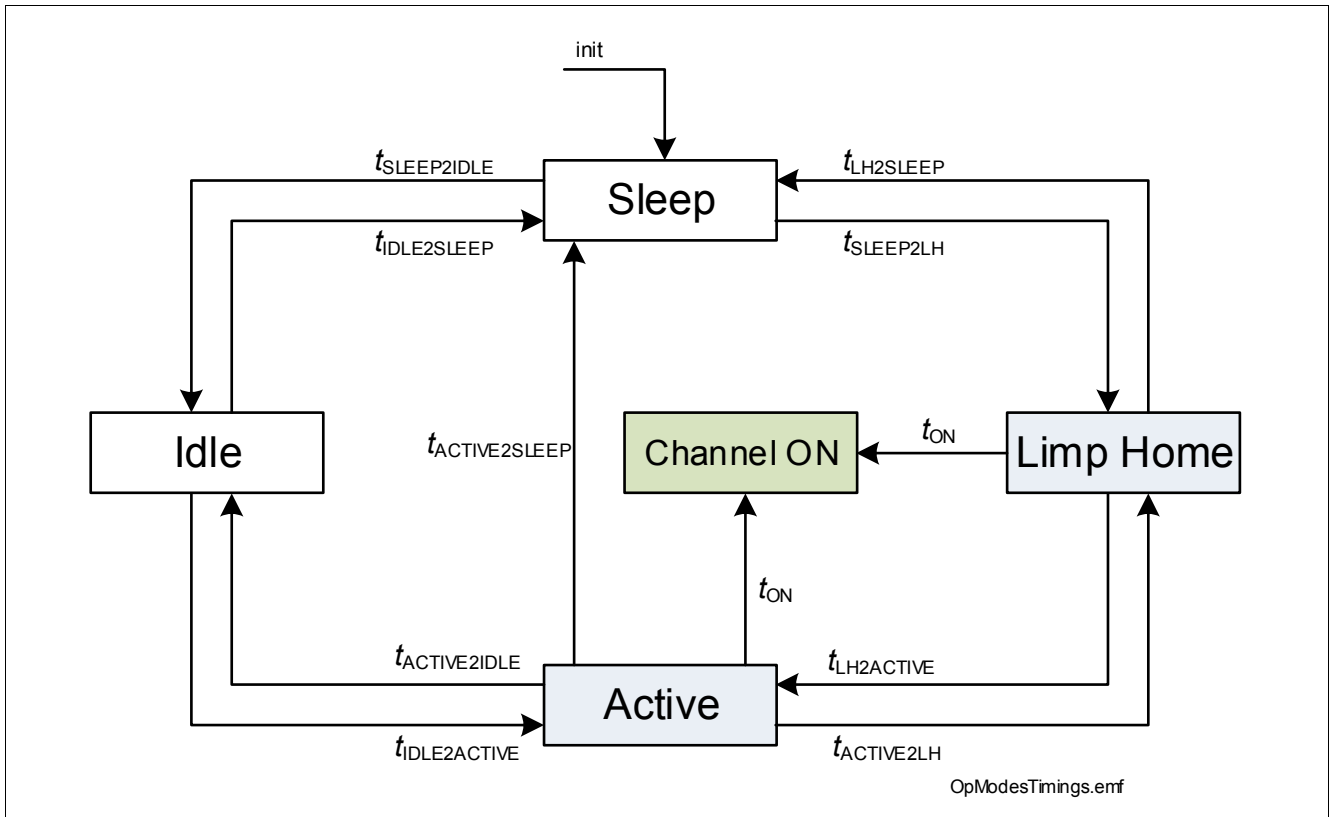 init
tSLEEP2IDLE
tLH2SLEEP
Sleep
tIDLE2SLEEP
tSLEEP2LH
Idle
tACTIVE2SLEEP
Channel ON
tON
Limp Home
tON
tACTIVE2IDLE
tLH2ACTIVE
Active
tIDLE2ACTIVE
tACTIVE2LH
OpModesTimings.emf